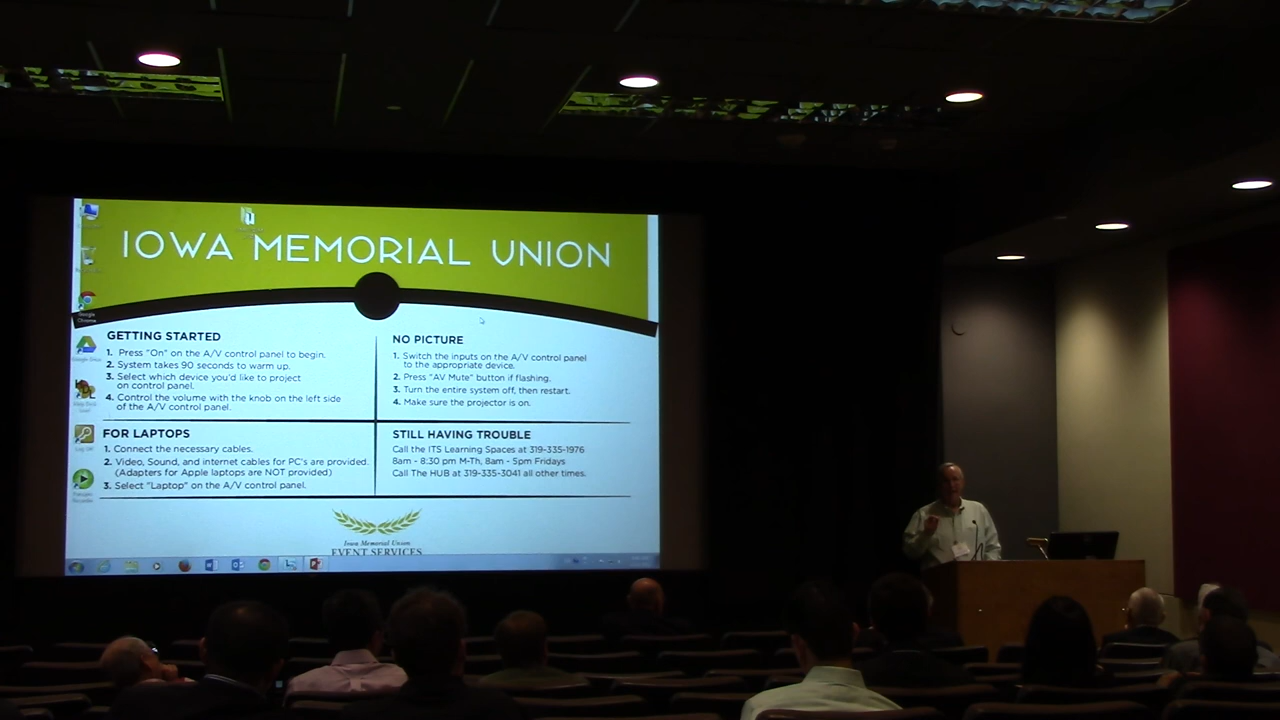 IOWA MEMORIAL UNION
Google
Chrome
GETTING STARTED
1. Press "On" on the A/V control panel to begin.
2. System takes 90 seconds to warm up.
3. Select which device you'd like to project
on control panel.
4. Control the volume with the knob on the left side
of the A/V control panel.
NO PICTURE
1. Switch the inputs on the A/V control panel
to the appropriate device.
2. Press "AV Mute" button if flashing.
3. Turn the entire system off, then restart.
4. Make sure the projector is on.
Google Drive
Log Off
FOR LAPTOPS
1. Connect the necessary cables.
2. Video, Sound, and internet cables for PC's are provided.
(Adapters for Apple laptops are NOT provided)
3. Select "Laptop" on the A/V control panel.
STILL HAVING TROUBLE
Call the ITS Learning Spaces at 319-335-1976
8am - 8:30 pm M-Th, 8am - 5pm Fridays
Call The HUB at 319-335-3041 all other times.
Iowa Memorial Union
EVENT SERVICES